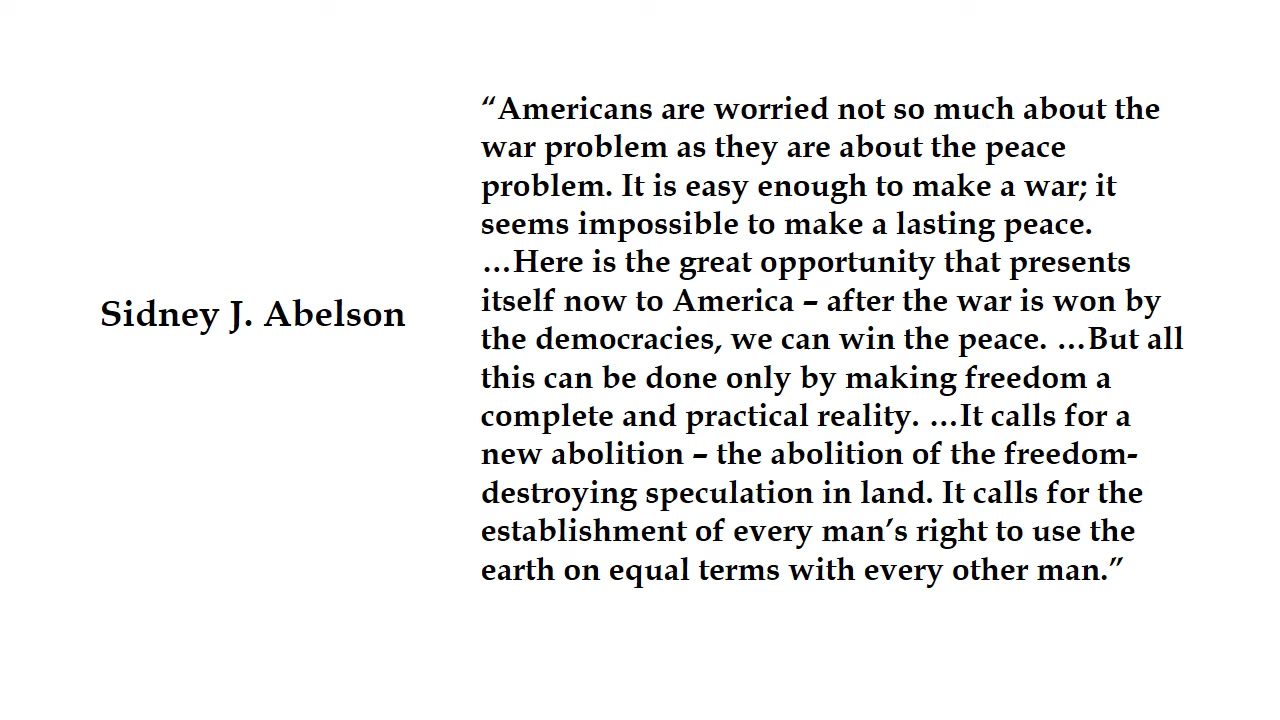 Sidney J. Abelson
“Americans are worried not so much about the
war problem as they are about the peace
problem. It is easy enough to make a war; it
seems impossible to make a lasting peace.
…Here is the great opportunity that presents
itself now to America – after the war is won by
the democracies, we can win the peace. …But all
this can be done only by making freedom a
complete and practical reality. …It calls for a
new abolition – the abolition of the freedom-
destroying speculation in land. It calls for the
establishment of every man’s right to use the
earth on equal terms with every other man.”